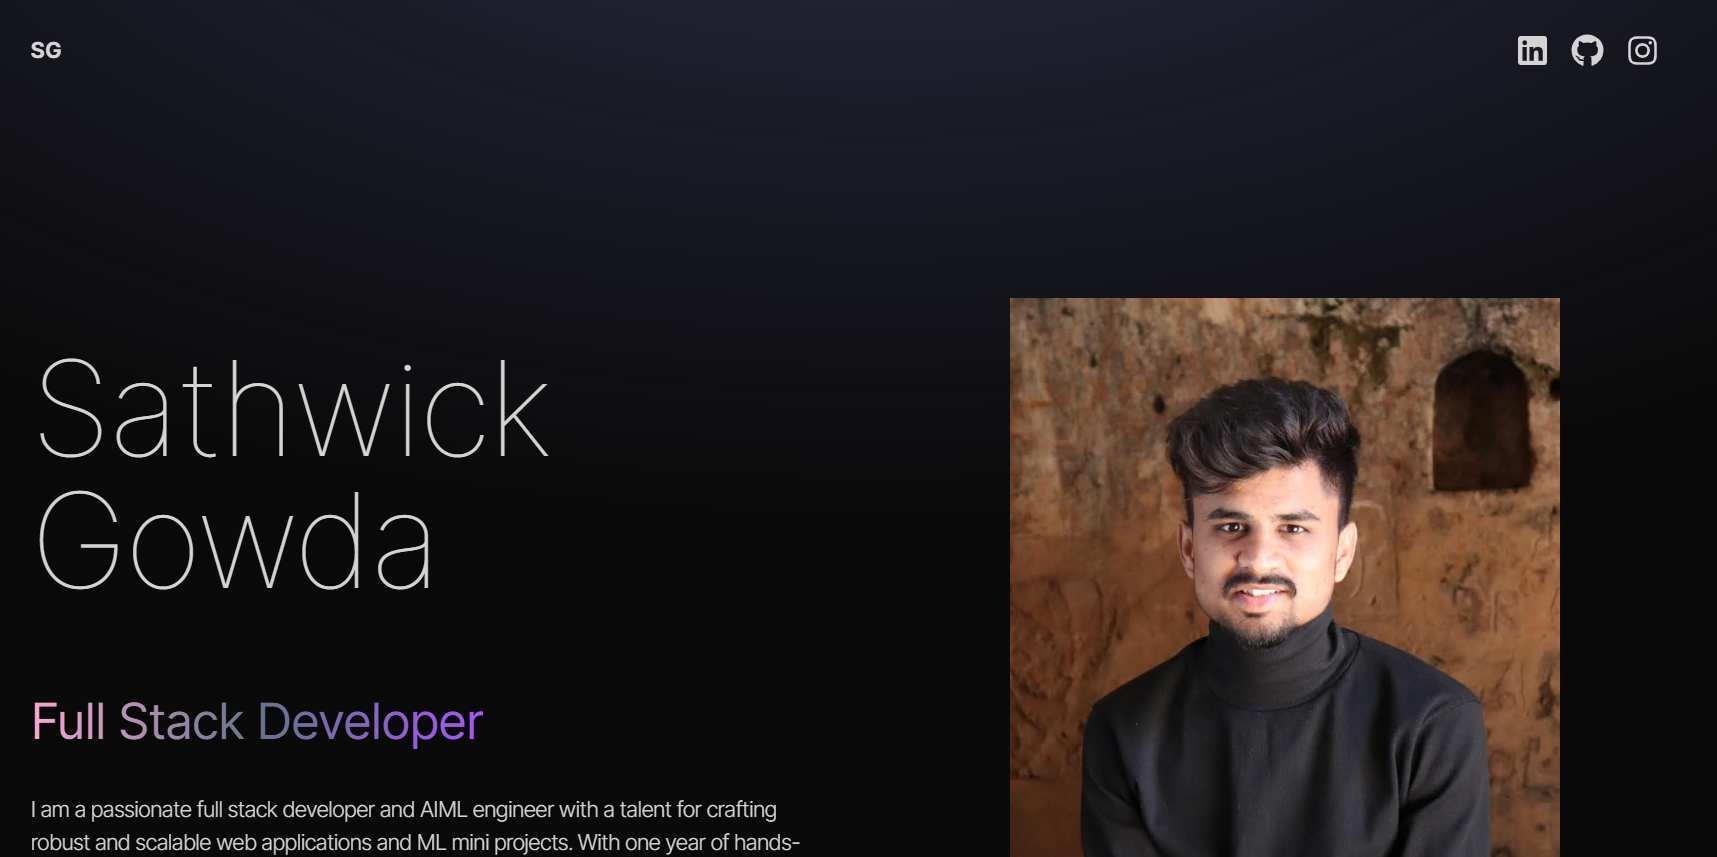 SG
Sathwick
Gowda
Full Stack Developer
I am a passionate full stack developer and AIML engineer with a talent for crafting
robust and scalable web applications and ML mini projects. With one year of hands-